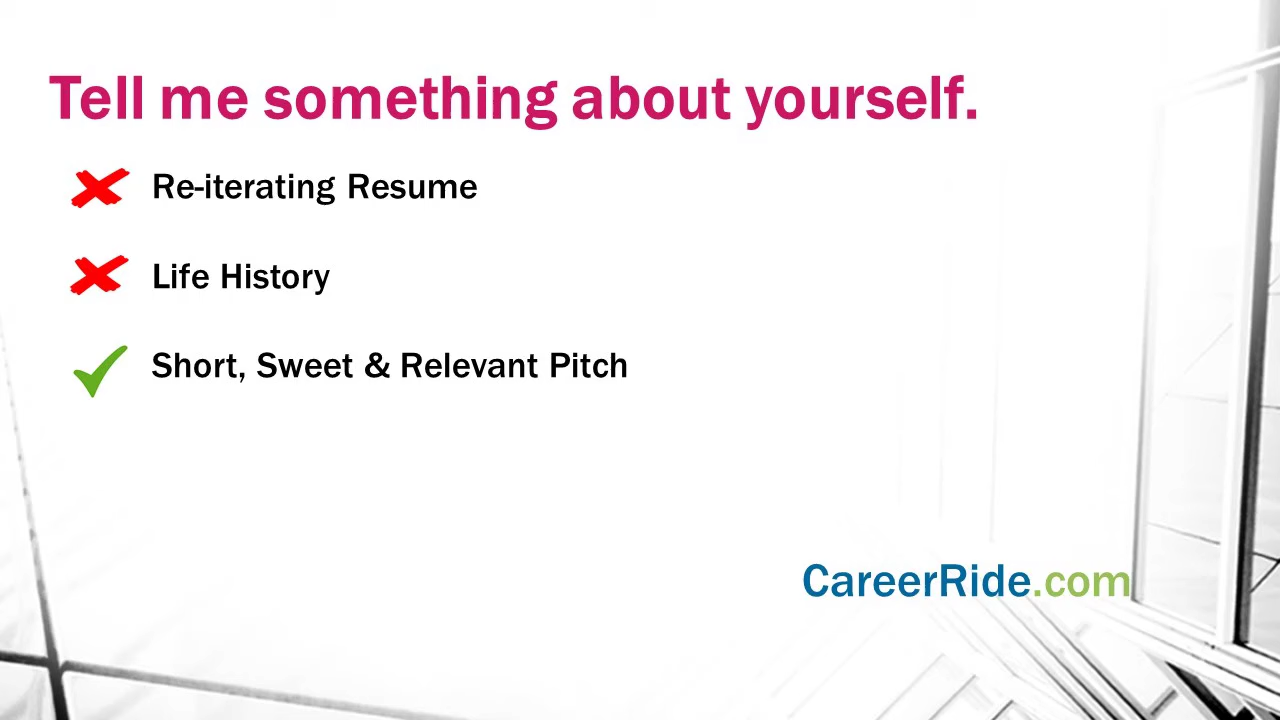 Tell me something about yourself.
Re-iterating Resume
Life History
Short, Sweet & Relevant Pitch
CareerRide.com